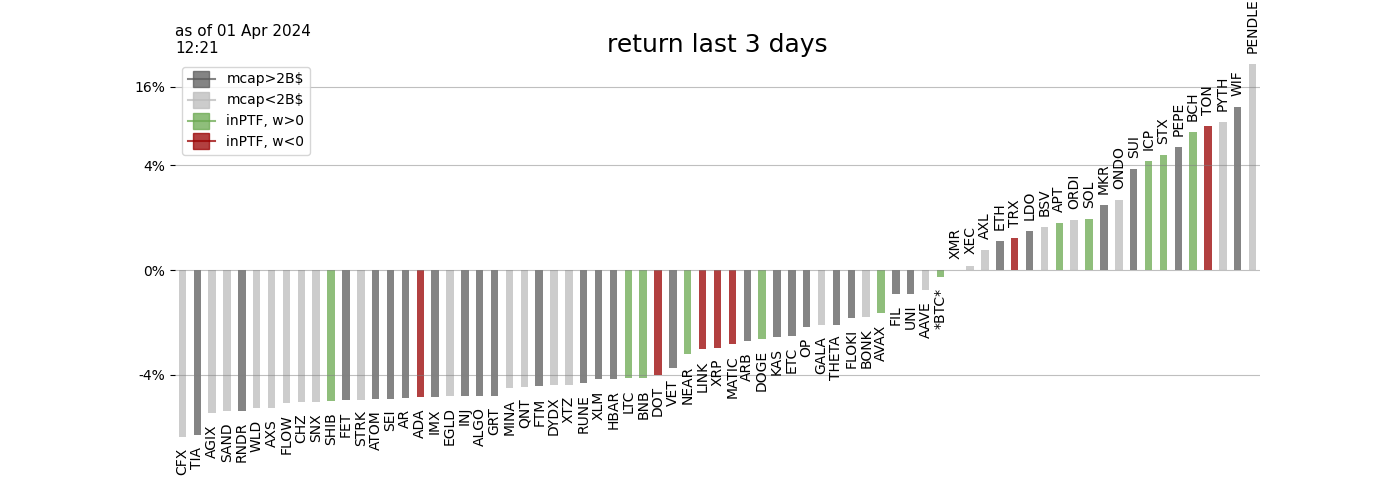 as of 01 Apr 2024
12:21
return last 3 days
mcap>2B$
mcap<2B$
inPTF, w>0
inPTF, w<0
16%
4%
0%
-4%
CFX
TIA
AGIX
SAND
RNDR
WLD
AXS
FLOW
CHZ
SNX
SHIB
FET
STRK
ATOM
SEI
AR
ADA
IMX
EGLD
INJ
ALGO
GRT
MINA
QNT
FTM
DYDX
XTZ
RUNE
XLM
HBAR
LTC
BNB
DOT
VET
NEAR
LINK
XRP
MATIC
ARB
DOGE
KAS
ETC
OP
GALA
THETA
FLOKI
BONK
AVAX
FIL
UNI
AAVE
*BTC*
XMR
XEC
AXL
ETH
TRX
LDO
BSV
APT
ORDI
SOL
MKR
ONDO
SUI
ICP
STX
PEPE
BCH
TON
PYTH
WIF
PENDLE